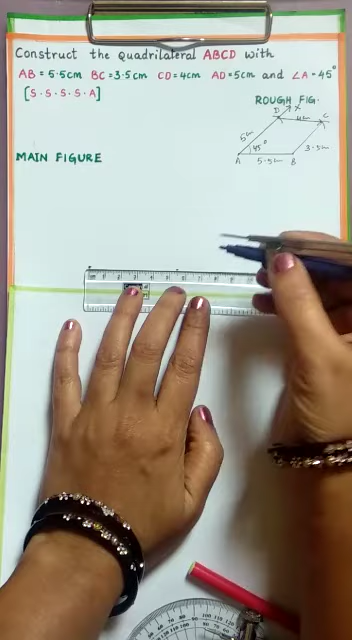 Construct the quadrilateral ABCD with
AB = 5.5cm BC = 3.5cm CD = 4cm AD = 5cm and ∠A = 45°
[S.S.S.S.A]
ROUGH FIG.
D X
4cm C
5cm
45°
3.5cm
A 5.5cm B
MAIN FIGURE